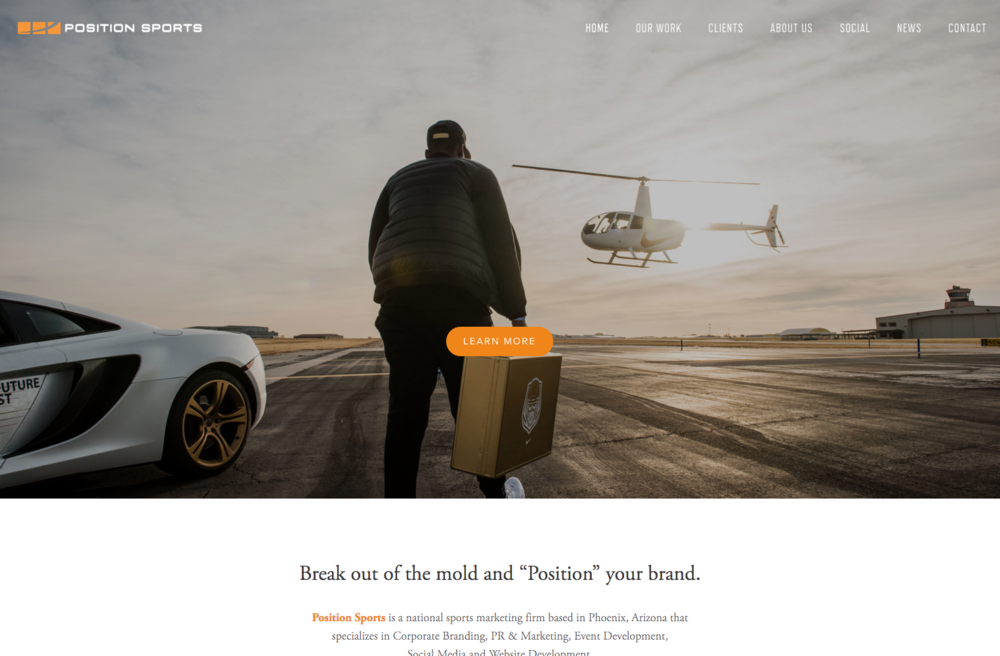 POSITION SPORTS
HOME OUR WORK CLIENTS ABOUT US SOCIAL NEWS CONTACT
FUTURE
ST
LEARN MORE
Break out of the mold and “Position” your brand.
Position Sports is a national sports marketing firm based in Phoenix, Arizona that
specializes in Corporate Branding, PR & Marketing, Event Development,
Social Media and Website Development.